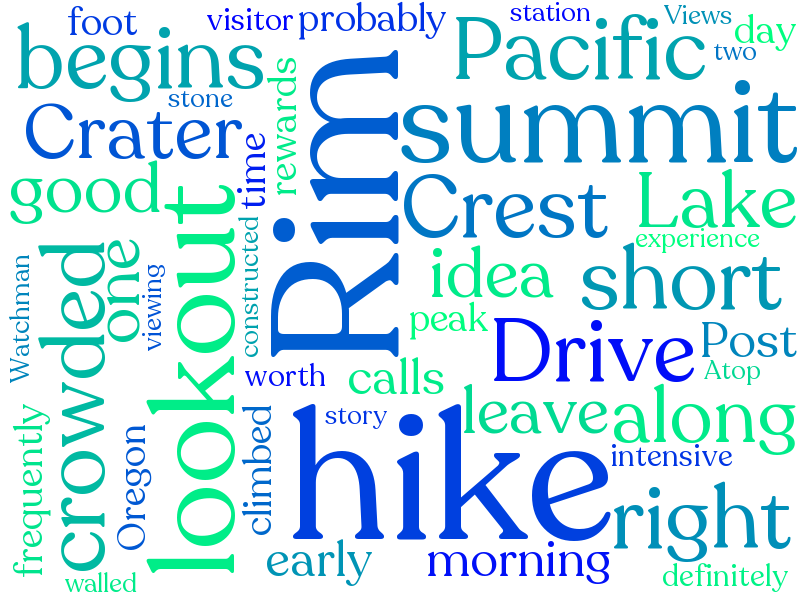 foot
visitor
probably
station
Views
day
begins
stone
Pacific
two
Crater
time
rewards
summit
good
lookout
Rim
Crest
Lake
experience
Watchman
crowded
one
viewing
constructed
idea
short
peak
Drive
Post
Atop
worth
calls
leave
along
frequently
Oregon
climbed
story
hike
intensive
right
early
morning
definitely
walled